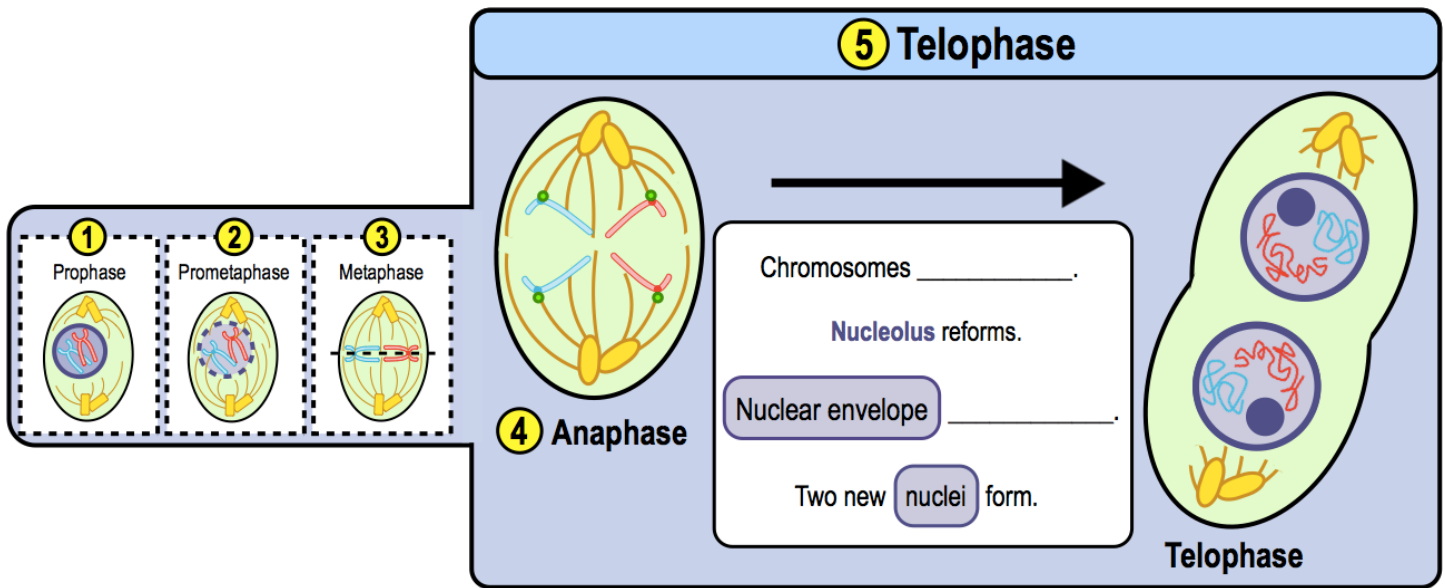 5 Telophase
1
Prophase
2
Prometaphase
3
Metaphase
4 Anaphase
Chromosomes ___________.
Nucleolus reforms.
Nuclear envelope ____________.
Two new nuclei form.
Telophase